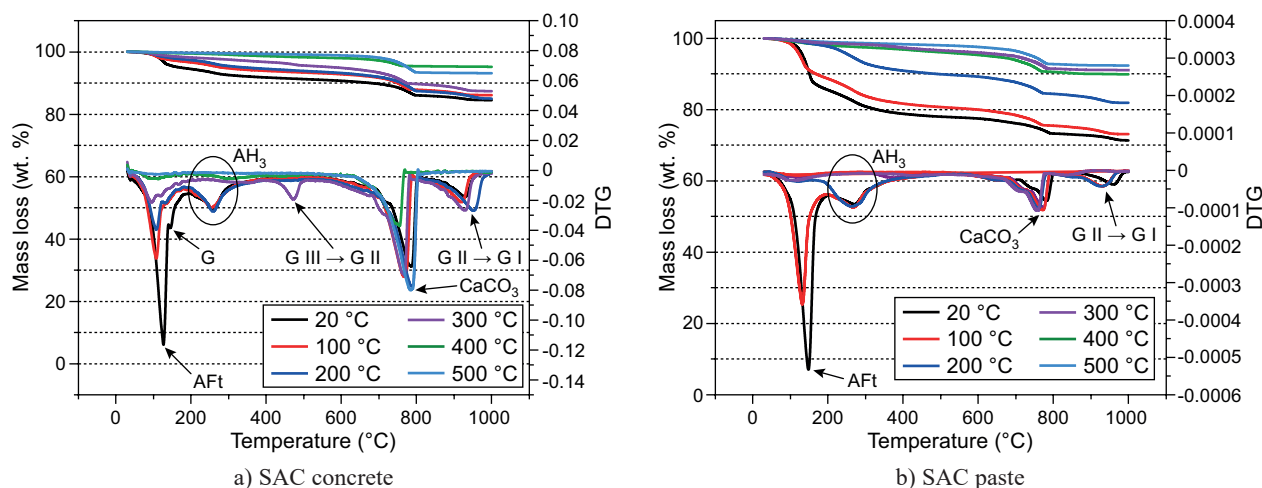 0.10
0.08
0.06
0.04
0.02
0
-0.02
-0.04
-0.06
-0.08
-0.10
-0.12
-0.14
DTG
100
80
60
40
20
0
Mass loss (wt. %)
AH₃
G
G III → G II
G II → G I
CaCO₃
AFt
20 °C
100 °C
200 °C
300 °C
400 °C
500 °C
0 200 400 600 800 1000
Temperature (°C)
a) SAC concrete
0.0004
0.0003
0.0002
0.0001
0
-0.0001
-0.0002
-0.0003
-0.0004
-0.0005
-0.0006
DTG
100
80
60
40
20
0
Mass loss (wt. %)
AH₃
CaCO₃
G II → G I
AFt
20 °C
100 °C
200 °C
300 °C
400 °C
500 °C
0 200 400 600 800 1000
Temperature (°C)
b) SAC paste